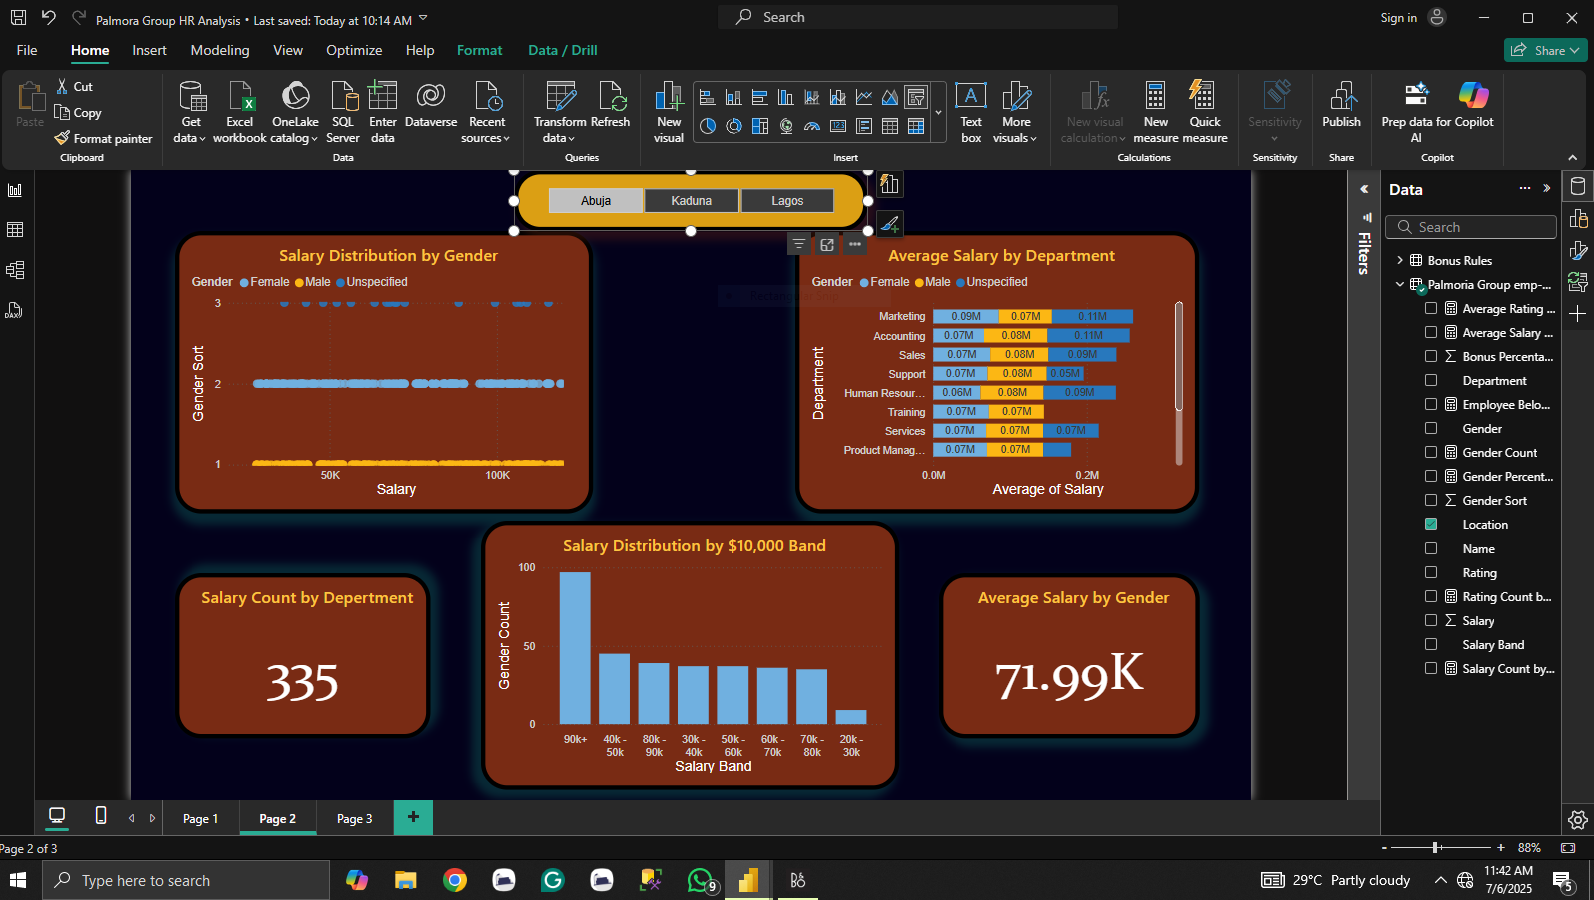 Palmora Group HR Analysis • Last saved: Today at 10:14 AM
Search
Sign in
File
Home
Insert
Modeling
View
Optimize
Help
Format
Data / Drill
Share
Paste
Cut
Copy
Format painter
Clipboard
Get data
Excel workbook
OneLake catalog
SQL Server
Enter data
Dataverse
Recent sources
Data
Transform data
Refresh
Queries
New visual
Text box
More visuals
Insert
New visual calculation
New measure
Quick measure
Calculations
Sensitivity
Sensitivity
Publish
Share
Prep data for AI
Copilot
Copilot
Abuja
Kaduna
Lagos
Salary Distribution by Gender
Gender Female Male Unspecified
3
2
1
Gender Sort
50K
100K
Salary
Average Salary by Department
Gender Female Male Unspecified
Department
Marketing 0.09M 0.07M 0.11M
Accounting 0.07M 0.08M 0.11M
Sales 0.07M 0.08M 0.09M
Support 0.07M 0.08M 0.05M
Human Resour... 0.06M 0.08M 0.09M
Training 0.07M 0.07M
Services 0.07M 0.07M 0.07M
Product Manag... 0.07M 0.07M
0.0M
0.2M
Average of Salary
Salary Distribution by $10,000 Band
100
50
0
Gender Count
90k+
40k - 50k
80k - 90k
30k - 40k
50k - 60k
60k - 70k
70k - 80k
20k - 30k
Salary Band
Salary Count by Depertment
335
Average Salary by Gender
71.99K
Filters
Data
Search
Bonus Rules
Palmoria Group emp-...
Average Rating ...
Average Salary ...
Bonus Percenta...
Department
Employee Belo...
Gender
Gender Count
Gender Percent...
Gender Sort
Location
Name
Rating
Rating Count b...
Salary
Salary Band
Salary Count by...
Page 1
Page 2
Page 3
Page 2 of 3
88%
Type here to search
9
29°C Partly cloudy
11:42 AM
7/6/2025
5